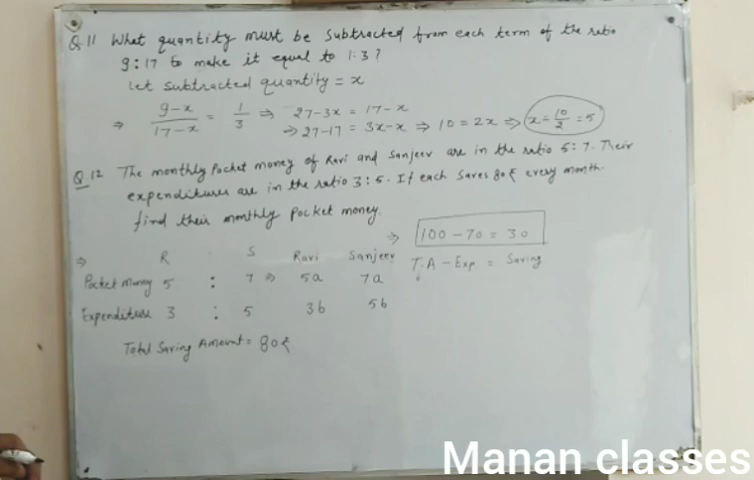 Q.11 What quantity must be subtracted from each term of the ratio
9:17 to make it equal to 1:3?
let subtracted quantity = x
⇒ 9-x/17-x = 1/3 ⇒ 27-3x = 17-x
⇒ 27-17 = 3x-x ⇒ 10 = 2x ⇒ x = 10/2 = 5
Q.12 The monthly Pocket money of Ravi and Sanjeev are in the ratio 5:7. Their
expenditures are in the ratio 3:5. If each saves 80₹ every month.
find their monthly pocket money.
⇒ 100 - 70 = 30
⇒ R S Ravi Sanjeev T.A - Exp = Saving
Pocket Money 5 : 7 ⇒ 5a 7a
Expenditure 3 : 5 3b 5b
Total Saving Amount = 80₹
Manan classes